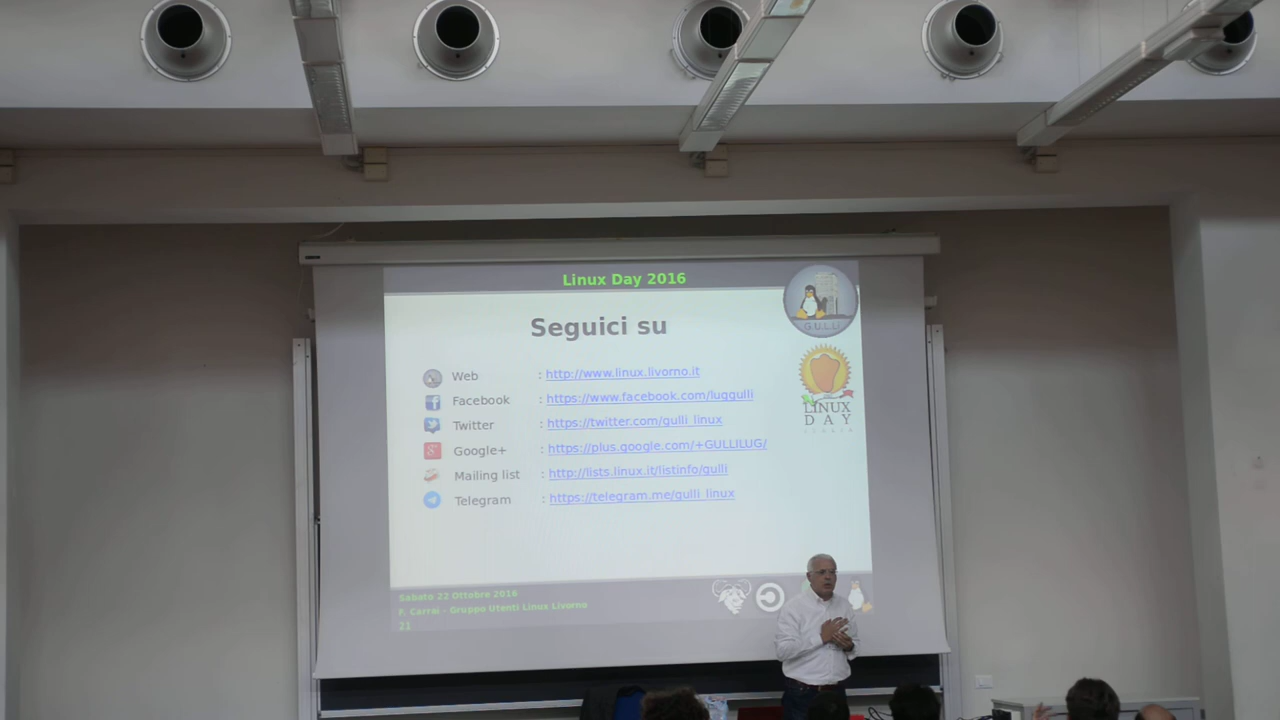 Linux Day 2016
GULLI
Seguici su
LINUX
DAY
ITALIA
Web : http://www.linux.livorno.it
Facebook : https://www.facebook.com/luggulli
Twitter : https://twitter.com/gulli_linux
Google+ : https://plus.google.com/+GULLILUG/
Mailing list : http://lists.linux.it/listinfo/gulli
Telegram : https://telegram.me/gulli_linux
Sabato 22 Ottobre 2016
F. Carrai - Gruppo Utenti Linux Livorno
21